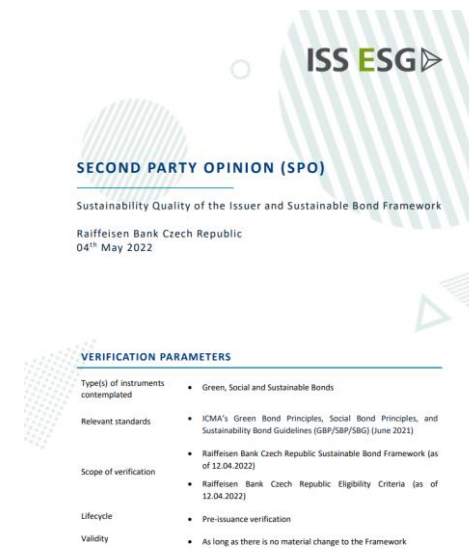 ISS ESG
SECOND PARTY OPINION (SPO)
Sustainability Quality of the Issuer and Sustainable Bond Framework
Raiffeisen Bank Czech Republic
04th May 2022
VERIFICATION PARAMETERS
Type(s) of instruments
contemplated
• Green, Social and Sustainable Bonds
Relevant standards
• ICMA's Green Bond Principles, Social Bond Principles, and
Sustainability Bond Guidelines (GBP/SBP/SBG) (June 2021)
Scope of verification
• Raiffeisen Bank Czech Republic Sustainable Bond Framework (as
of 12.04.2022)
• Raiffeisen Bank Czech Republic Eligibility Criteria (as of
12.04.2022)
Lifecycle
• Pre-issuance verification
Validity
• As long as there is no material change to the Framework